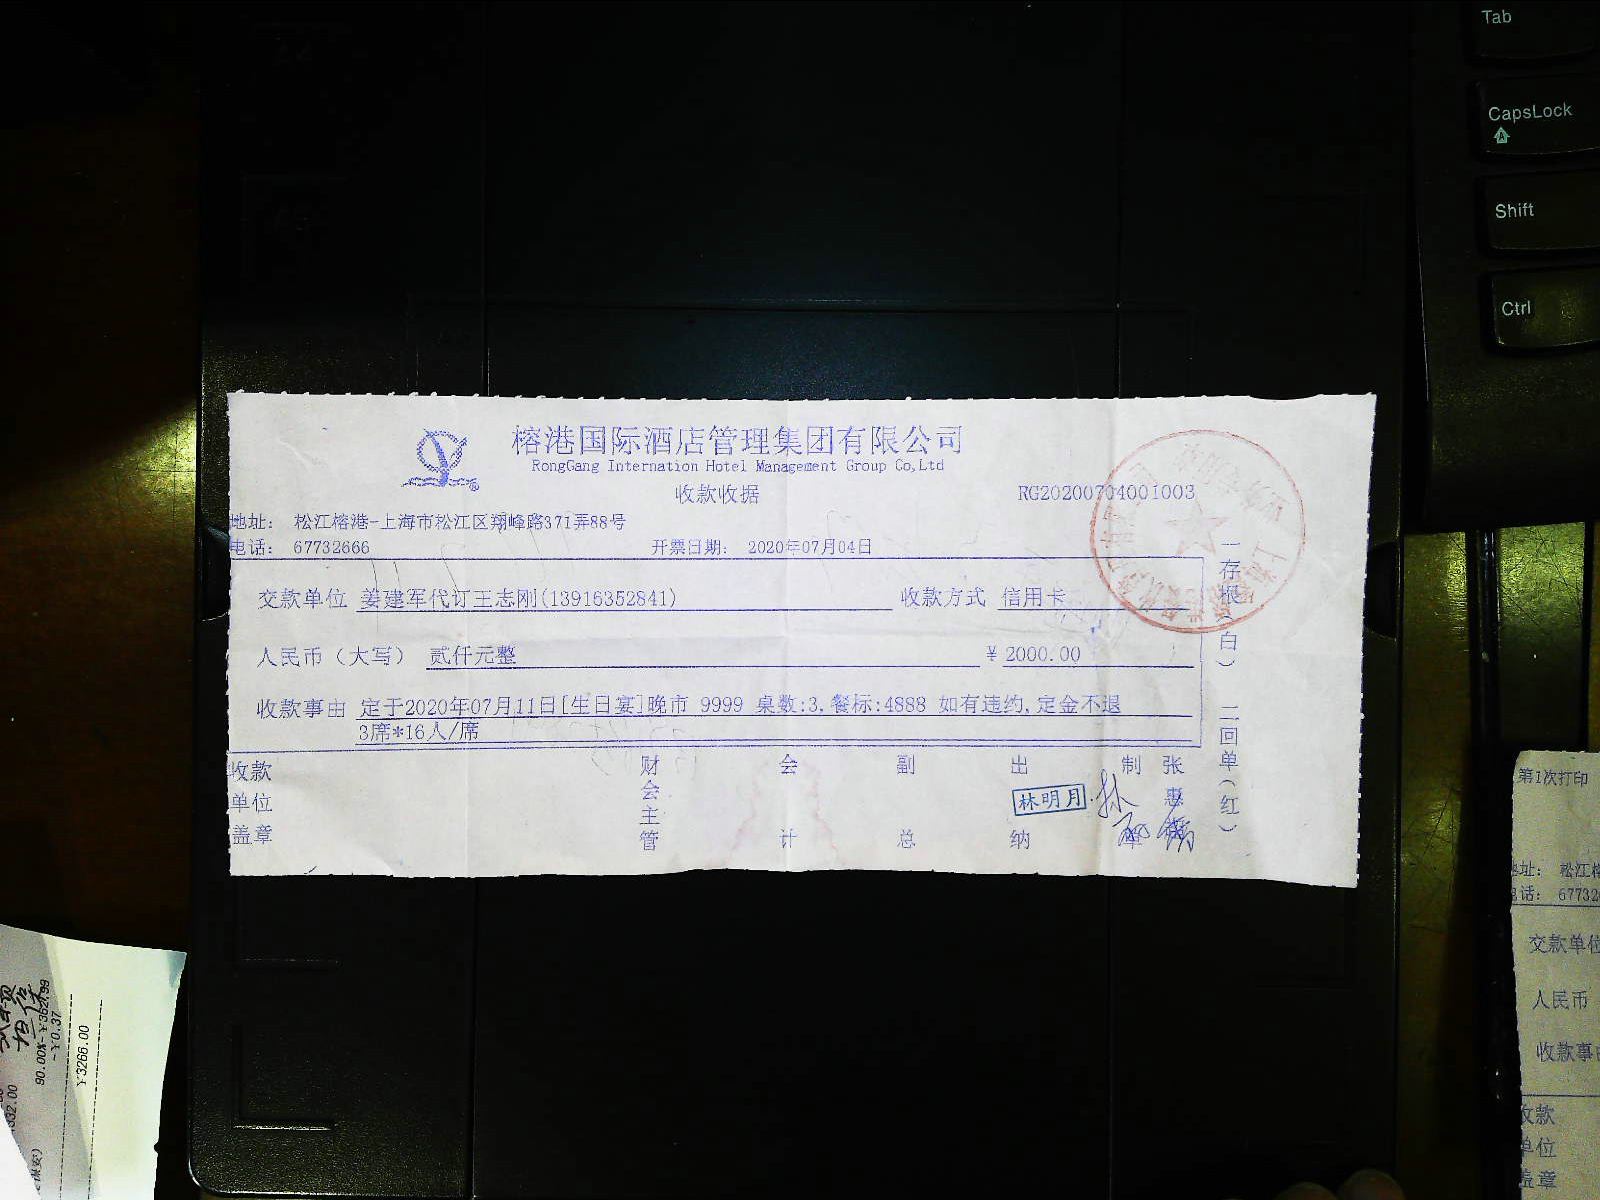 榕港国际酒店管理集团有限公司
RongGang Internation Hotel Management Group Co,Ltd
收款收据
RG20200704001003
地址: 松江榕港-上海市松江区翔峰路371弄88号
电话: 67732666 开票日期: 2020年07月04日
交款单位 姜建军代订王志刚(13916352841) 收款方式 信用卡
人民币（大写） 贰仟元整 ¥ 2000.00
收款事由 定于2020年07月11日[生日宴]晚市 9999 桌数:3.餐标:4888 如有违约,定金不退
3席*16人/席
收款单位盖章 财会主管 会计 副总 出纳 林明月 制单 张惠
一存根(白) 二回单(红)
Tab
CapsLock
A
Shift
Ctrl
第1次打印
地址: 松江榕
电话: 67732
交款单位
人民币
收款事由
收款
单位
盖章
90.00%-¥3627.99
-¥0.37
¥3266.00